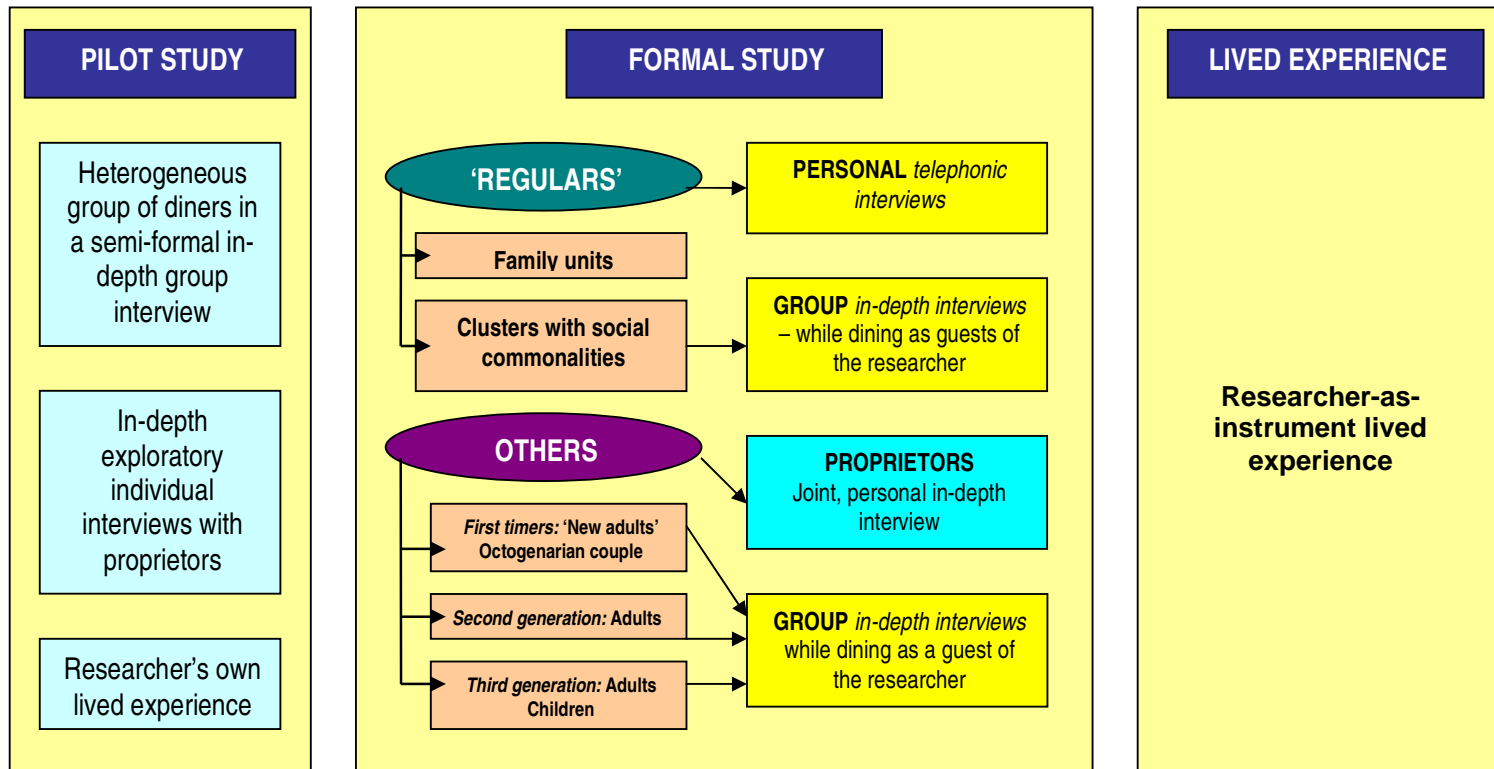 PILOT STUDY
Heterogeneous
group of diners in
a semi-formal in-
depth group
interview
In-depth
exploratory
individual
interviews with
proprietors
Researcher's own
lived experience
FORMAL STUDY
'REGULARS'
PERSONAL telephonic
interviews
Family units
Clusters with social
commonalities
GROUP in-depth interviews
– while dining as guests of
the researcher
OTHERS
PROPRIETORS
Joint, personal in-depth
interview
First timers: 'New adults'
Octogenarian couple
Second generation: Adults
Third generation: Adults
Children
GROUP in-depth interviews
while dining as a guest of
the researcher
LIVED EXPERIENCE
Researcher-as-
instrument lived
experience